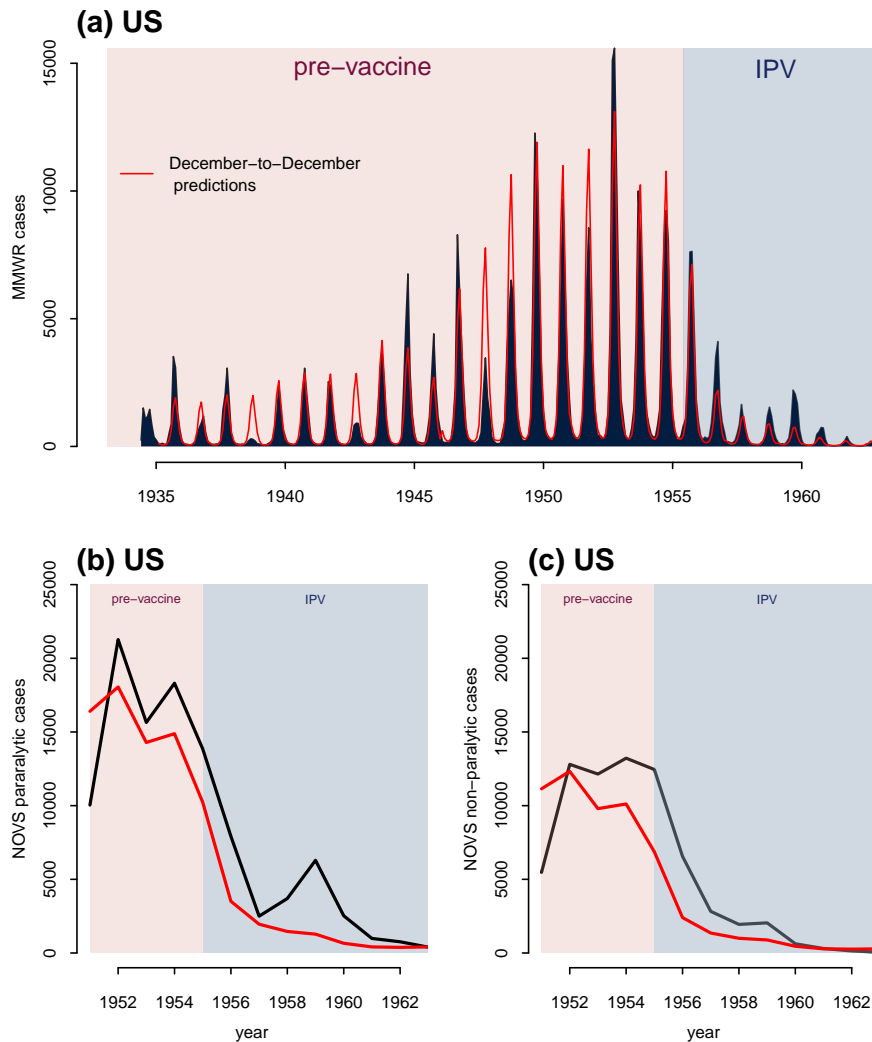 (a) US
pre−vaccine
IPV
December−to−December
predictions
MMWR cases
0
5000
10000
15000
1935
1940
1945
1950
1955
1960
(b) US
pre−vaccine
IPV
NOVS pararalytic cases
0
5000
10000
15000
20000
25000
1952
1954
1956
1958
1960
1962
year
(c) US
pre−vaccine
IPV
NOVS non−paralytic cases
0
5000
10000
15000
20000
25000
1952
1954
1956
1958
1960
1962
year